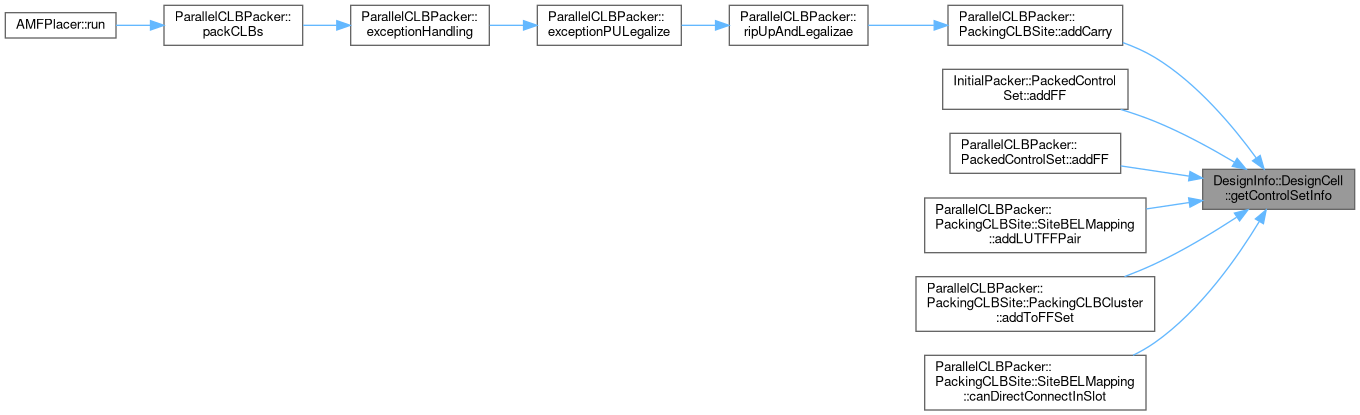 AMFPlacer::run
ParallelCLBPacker::
packCLBs
ParallelCLBPacker::
exceptionHandling
ParallelCLBPacker::
exceptionPULegalize
ParallelCLBPacker::
ripUpAndLegalizae
ParallelCLBPacker::
PackingCLBSite::addCarry
InitialPacker::PackedControl
Set::addFF
ParallelCLBPacker::
PackedControlSet::addFF
DesignInfo::DesignCell
::getControlSetInfo
ParallelCLBPacker::
PackingCLBSite::SiteBELMapping
::addLUTFFPair
ParallelCLBPacker::
PackingCLBSite::PackingCLBCluster
::addToFFSet
ParallelCLBPacker::
PackingCLBSite::SiteBELMapping
::canDirectConnectInSlot